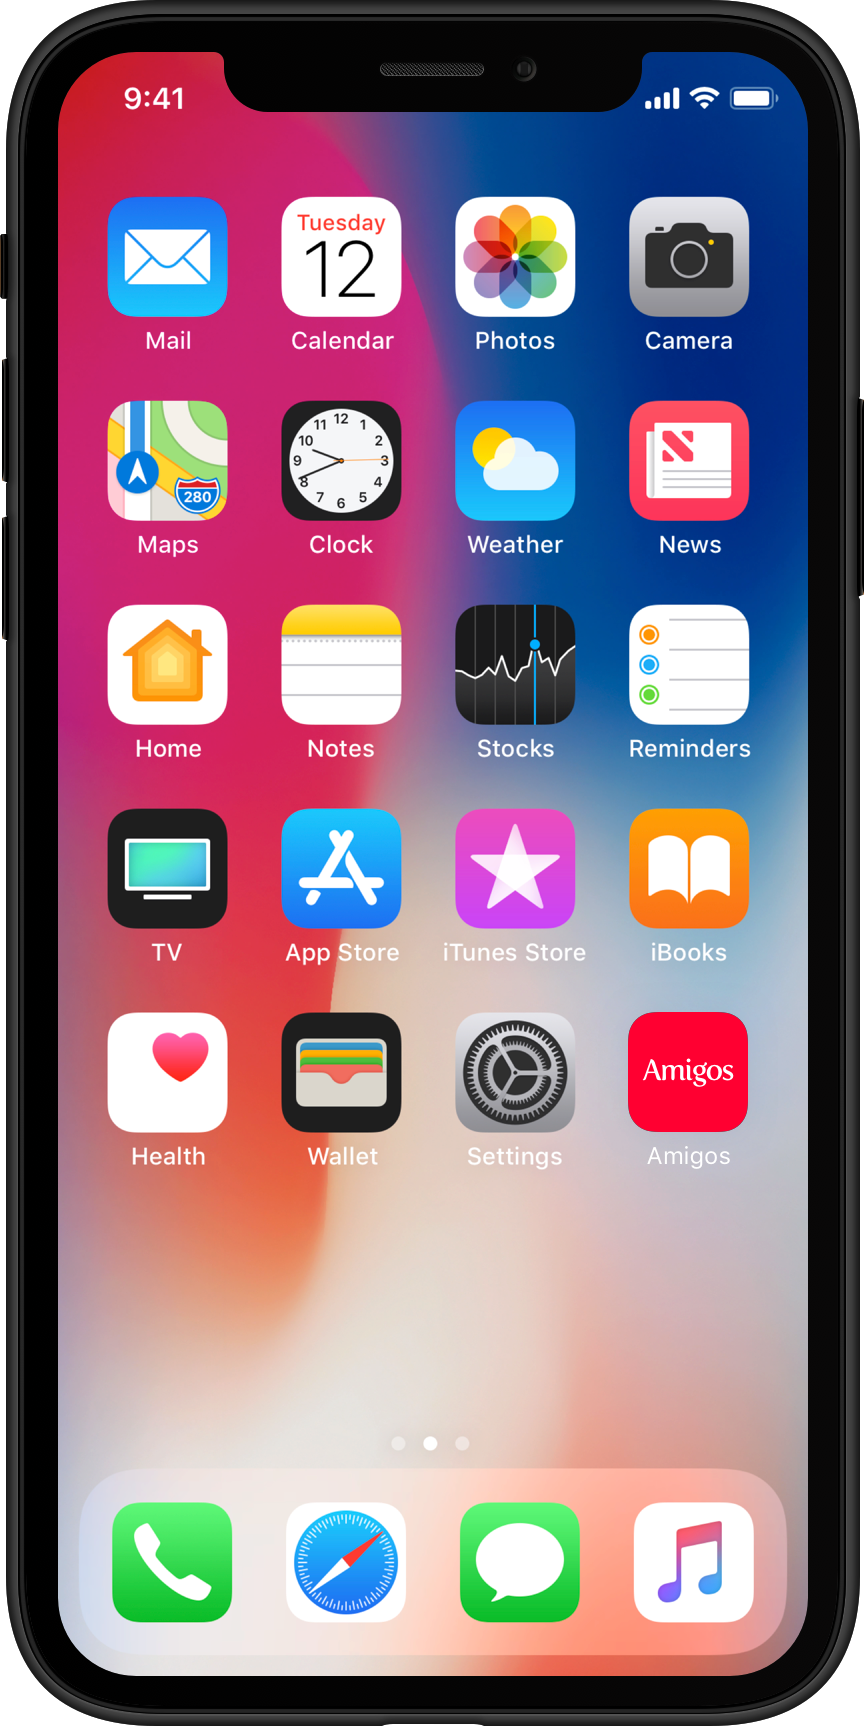 9:41
Tuesday
12
Mail
Calendar
Photos
Camera
280
12
11
1
10
2
9
3
8
4
7
5
6
Maps
Clock
Weather
News
Home
Notes
Stocks
Reminders
TV
App Store
iTunes Store
iBooks
Amigos
Health
Wallet
Settings
Amigos